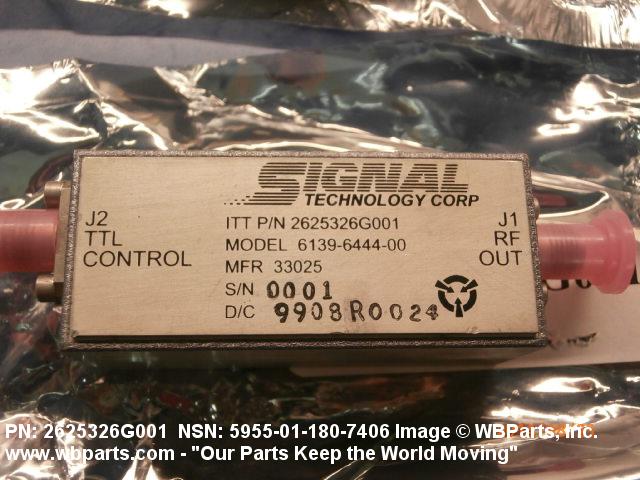 SIGNAL
TECHNOLOGY CORP
J2
TTL
CONTROL
ITT P/N 2625326G001
MODEL 6139-6444-00
MFR 33025
S/N 0001
D/C 9908R0024
J1
RF
OUT
PN: 2625326G001 NSN: 5955-01-180-7406 Image © WBParts, Inc.
www.wbparts.com - "Our Parts Keep the World Moving"